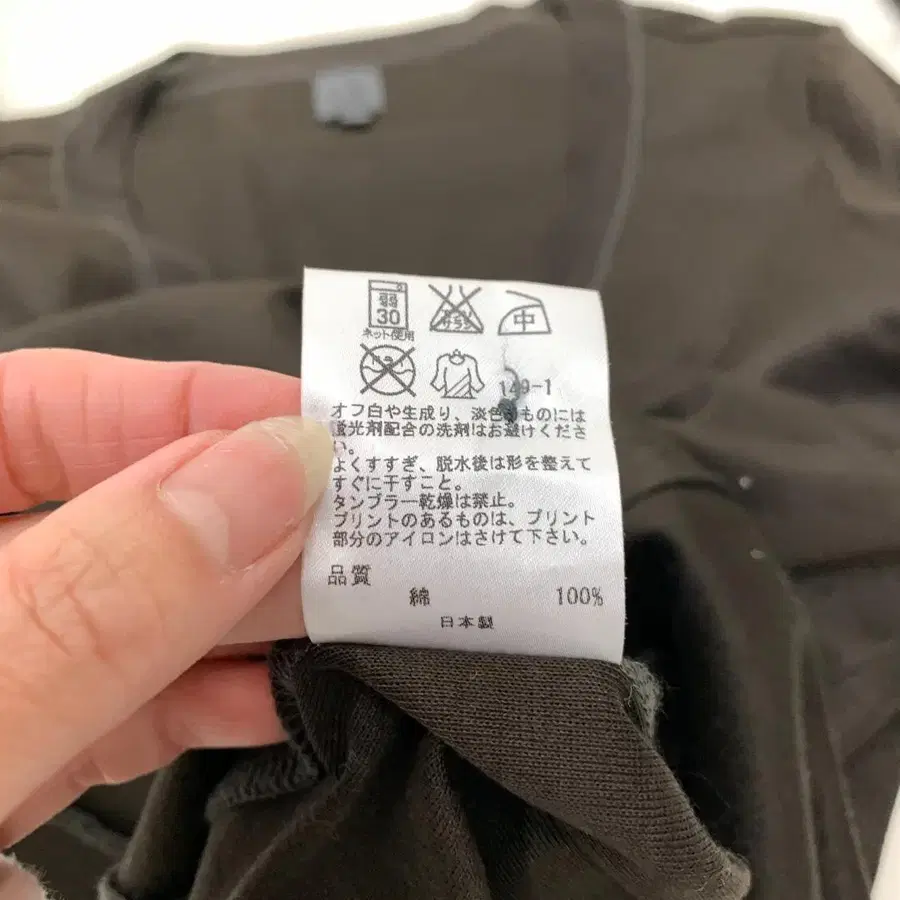 弱
30
ネット使用
エンソ
サラシ
中
149-1
オフ白や生成り、淡色のものには
蛍光剤配合の洗剤はお避けくださ
い。
よくすすぎ、脱水後は形を整えて
すぐに干すこと。
タンブラー乾燥は禁止。
プリントのあるものは、プリント
部分のアイロンはさけて下さい。
品質
綿 100%
日本製